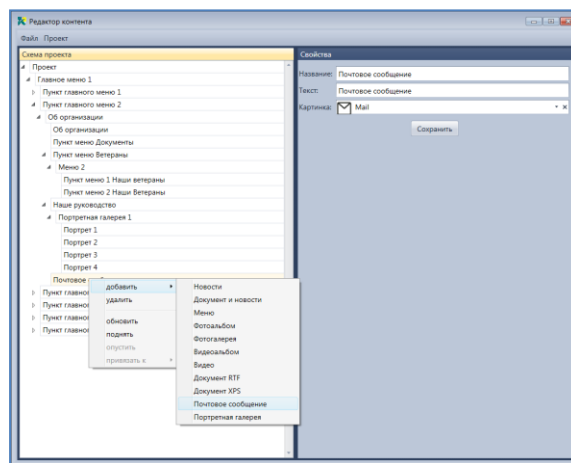 Редактор контента
Файл Проект
Схема проекта
Проект
Главное меню 1
Пункт главного меню 1
Пункт главного меню 2
Об организации
Об организации
Пункт меню Документы
Пункт меню Ветераны
Меню 2
Пункт меню 1 Наши ветераны
Пункт меню 2 Наши Ветераны
Наше руководство
Портретная галерея 1
Портрет 1
Портрет 2
Портрет 3
Портрет 4
Почтовое
Пункт главног
Пункт главног
Пункт главног
Пункт главног
добавить
удалить
обновить
поднять
опустить
привязать к
Новости
Документ и новости
Меню
Фотоальбом
Фотогалерея
Видеоальбом
Видео
Документ RTF
Документ XPS
Почтовое сообщение
Портретная галерея
Свойства
Название: Почтовое сообщение
Текст: Почтовое сообщение
Картинка: Mail
Сохранить